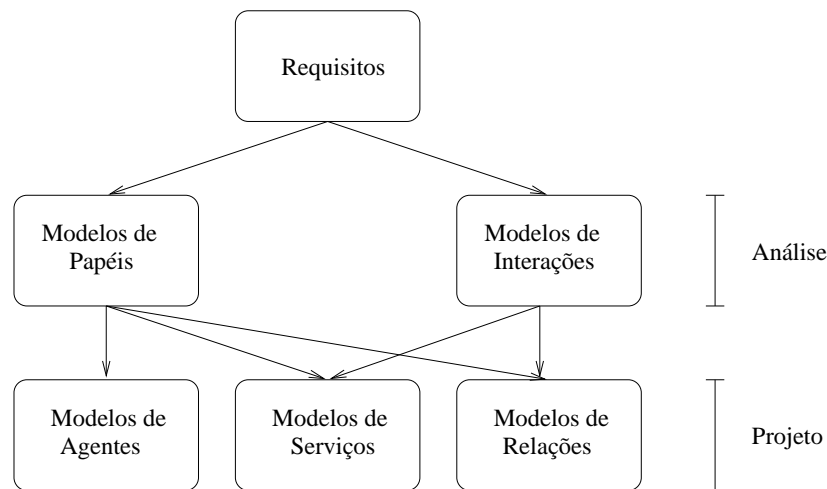 Requisitos
Modelos de
Papéis
Modelos de
Interações
Análise
Modelos de
Agentes
Modelos de
Serviços
Modelos de
Relações
Projeto